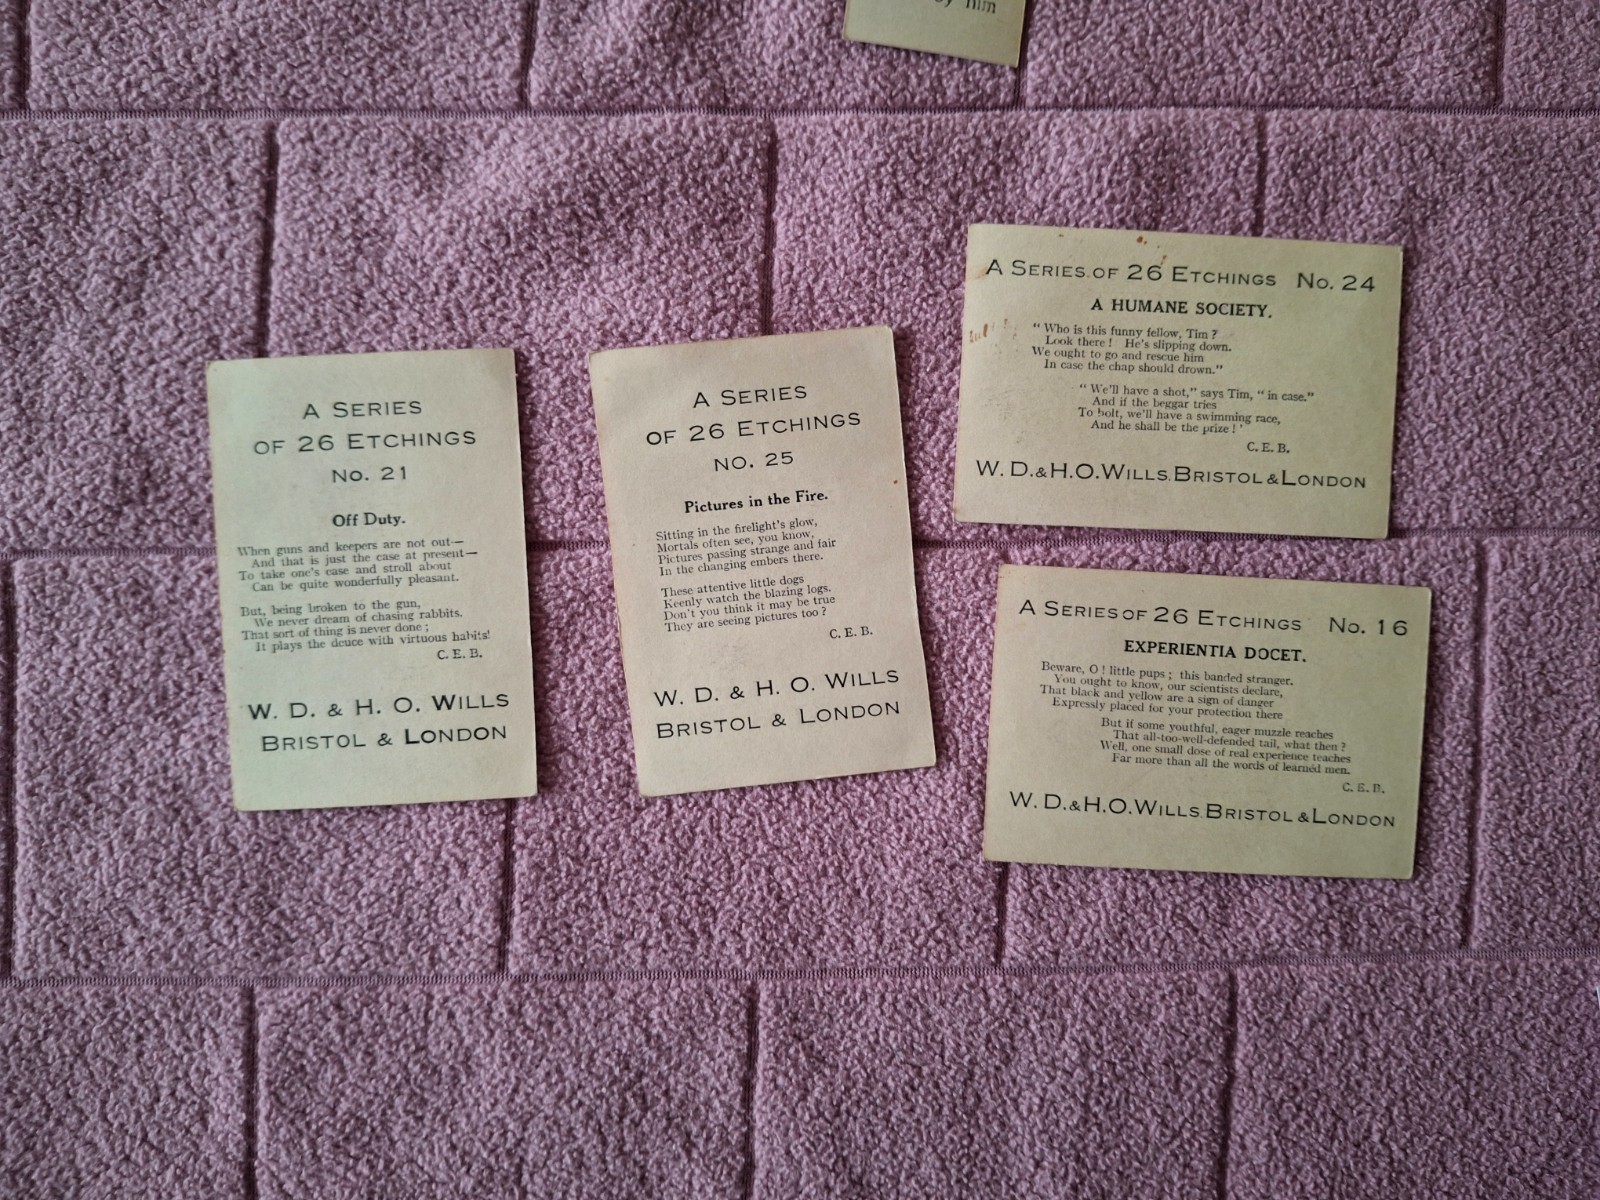 by him
A SERIES
OF 26 ETCHINGS
No. 21
Off Duty.
When guns and keepers are not out—
And that is just the case at present—
To take one's ease and stroll about
Can be quite wonderfully pleasant.
But, being broken to the gun,
We never dream of chasing rabbits.
That sort of thing is never done;
It plays the deuce with virtuous habits!
C. E. B.
W. D. & H. O. WILLS
BRISTOL & LONDON
A SERIES
OF 26 ETCHINGS
NO. 25
Pictures in the Fire.
Sitting in the firelight's glow,
Mortals often see, you know,
Pictures passing strange and fair
In the changing embers there.
These attentive little dogs
Keenly watch the blazing logs.
Don't you think it may be true
They are seeing pictures too?
C. E. B.
W. D. & H. O. WILLS
BRISTOL & LONDON
A SERIES OF 26 ETCHINGS No. 24
A HUMANE SOCIETY.
"Who is this funny fellow, Tim?
Look there! He's slipping down.
We ought to go and rescue him
In case the chap should drown."
"We'll have a shot," says Tim, "in case."
And if the beggar tries
To bolt, we'll have a swimming race,
And he shall be the prize!'
C. E. B.
W. D. & H. O. WILLS. BRISTOL & LONDON
A SERIES OF 26 ETCHINGS No. 16
EXPERIENTIA DOCET.
Beware, O! little pups; this banded stranger.
You ought to know, our scientists declare,
That black and yellow are a sign of danger
Expressly placed for your protection there
But if some youthful, eager muzzle reaches
That all-too-well-defended tail, what then?
Well, one small dose of real experience teaches
Far more than all the words of learnéd men.
C. E. B.
W. D. & H. O. WILLS. BRISTOL & LONDON